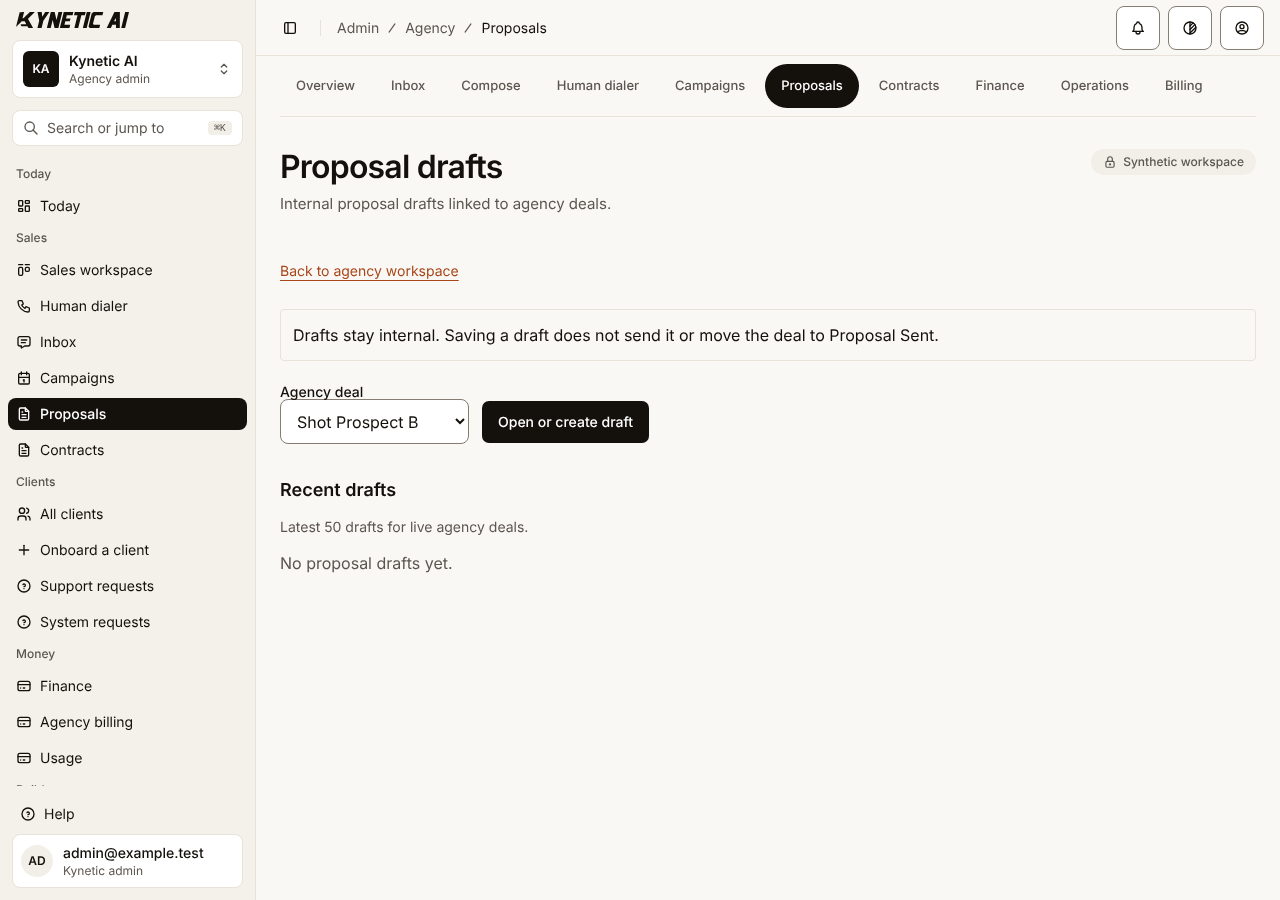 KYNETIC AI
KA
Kynetic AI
Agency admin
Search or jump to
⌘K
Today
Today
Sales
Sales workspace
Human dialer
Inbox
Campaigns
Proposals
Contracts
Clients
All clients
Onboard a client
Support requests
System requests
Money
Finance
Agency billing
Usage
Help
AD
admin@example.test
Kynetic admin
Admin / Agency / Proposals
Overview
Inbox
Compose
Human dialer
Campaigns
Proposals
Contracts
Finance
Operations
Billing
Proposal drafts
Synthetic workspace
Internal proposal drafts linked to agency deals.
Back to agency workspace
Drafts stay internal. Saving a draft does not send it or move the deal to Proposal Sent.
Agency deal
Shot Prospect B
Open or create draft
Recent drafts
Latest 50 drafts for live agency deals.
No proposal drafts yet.